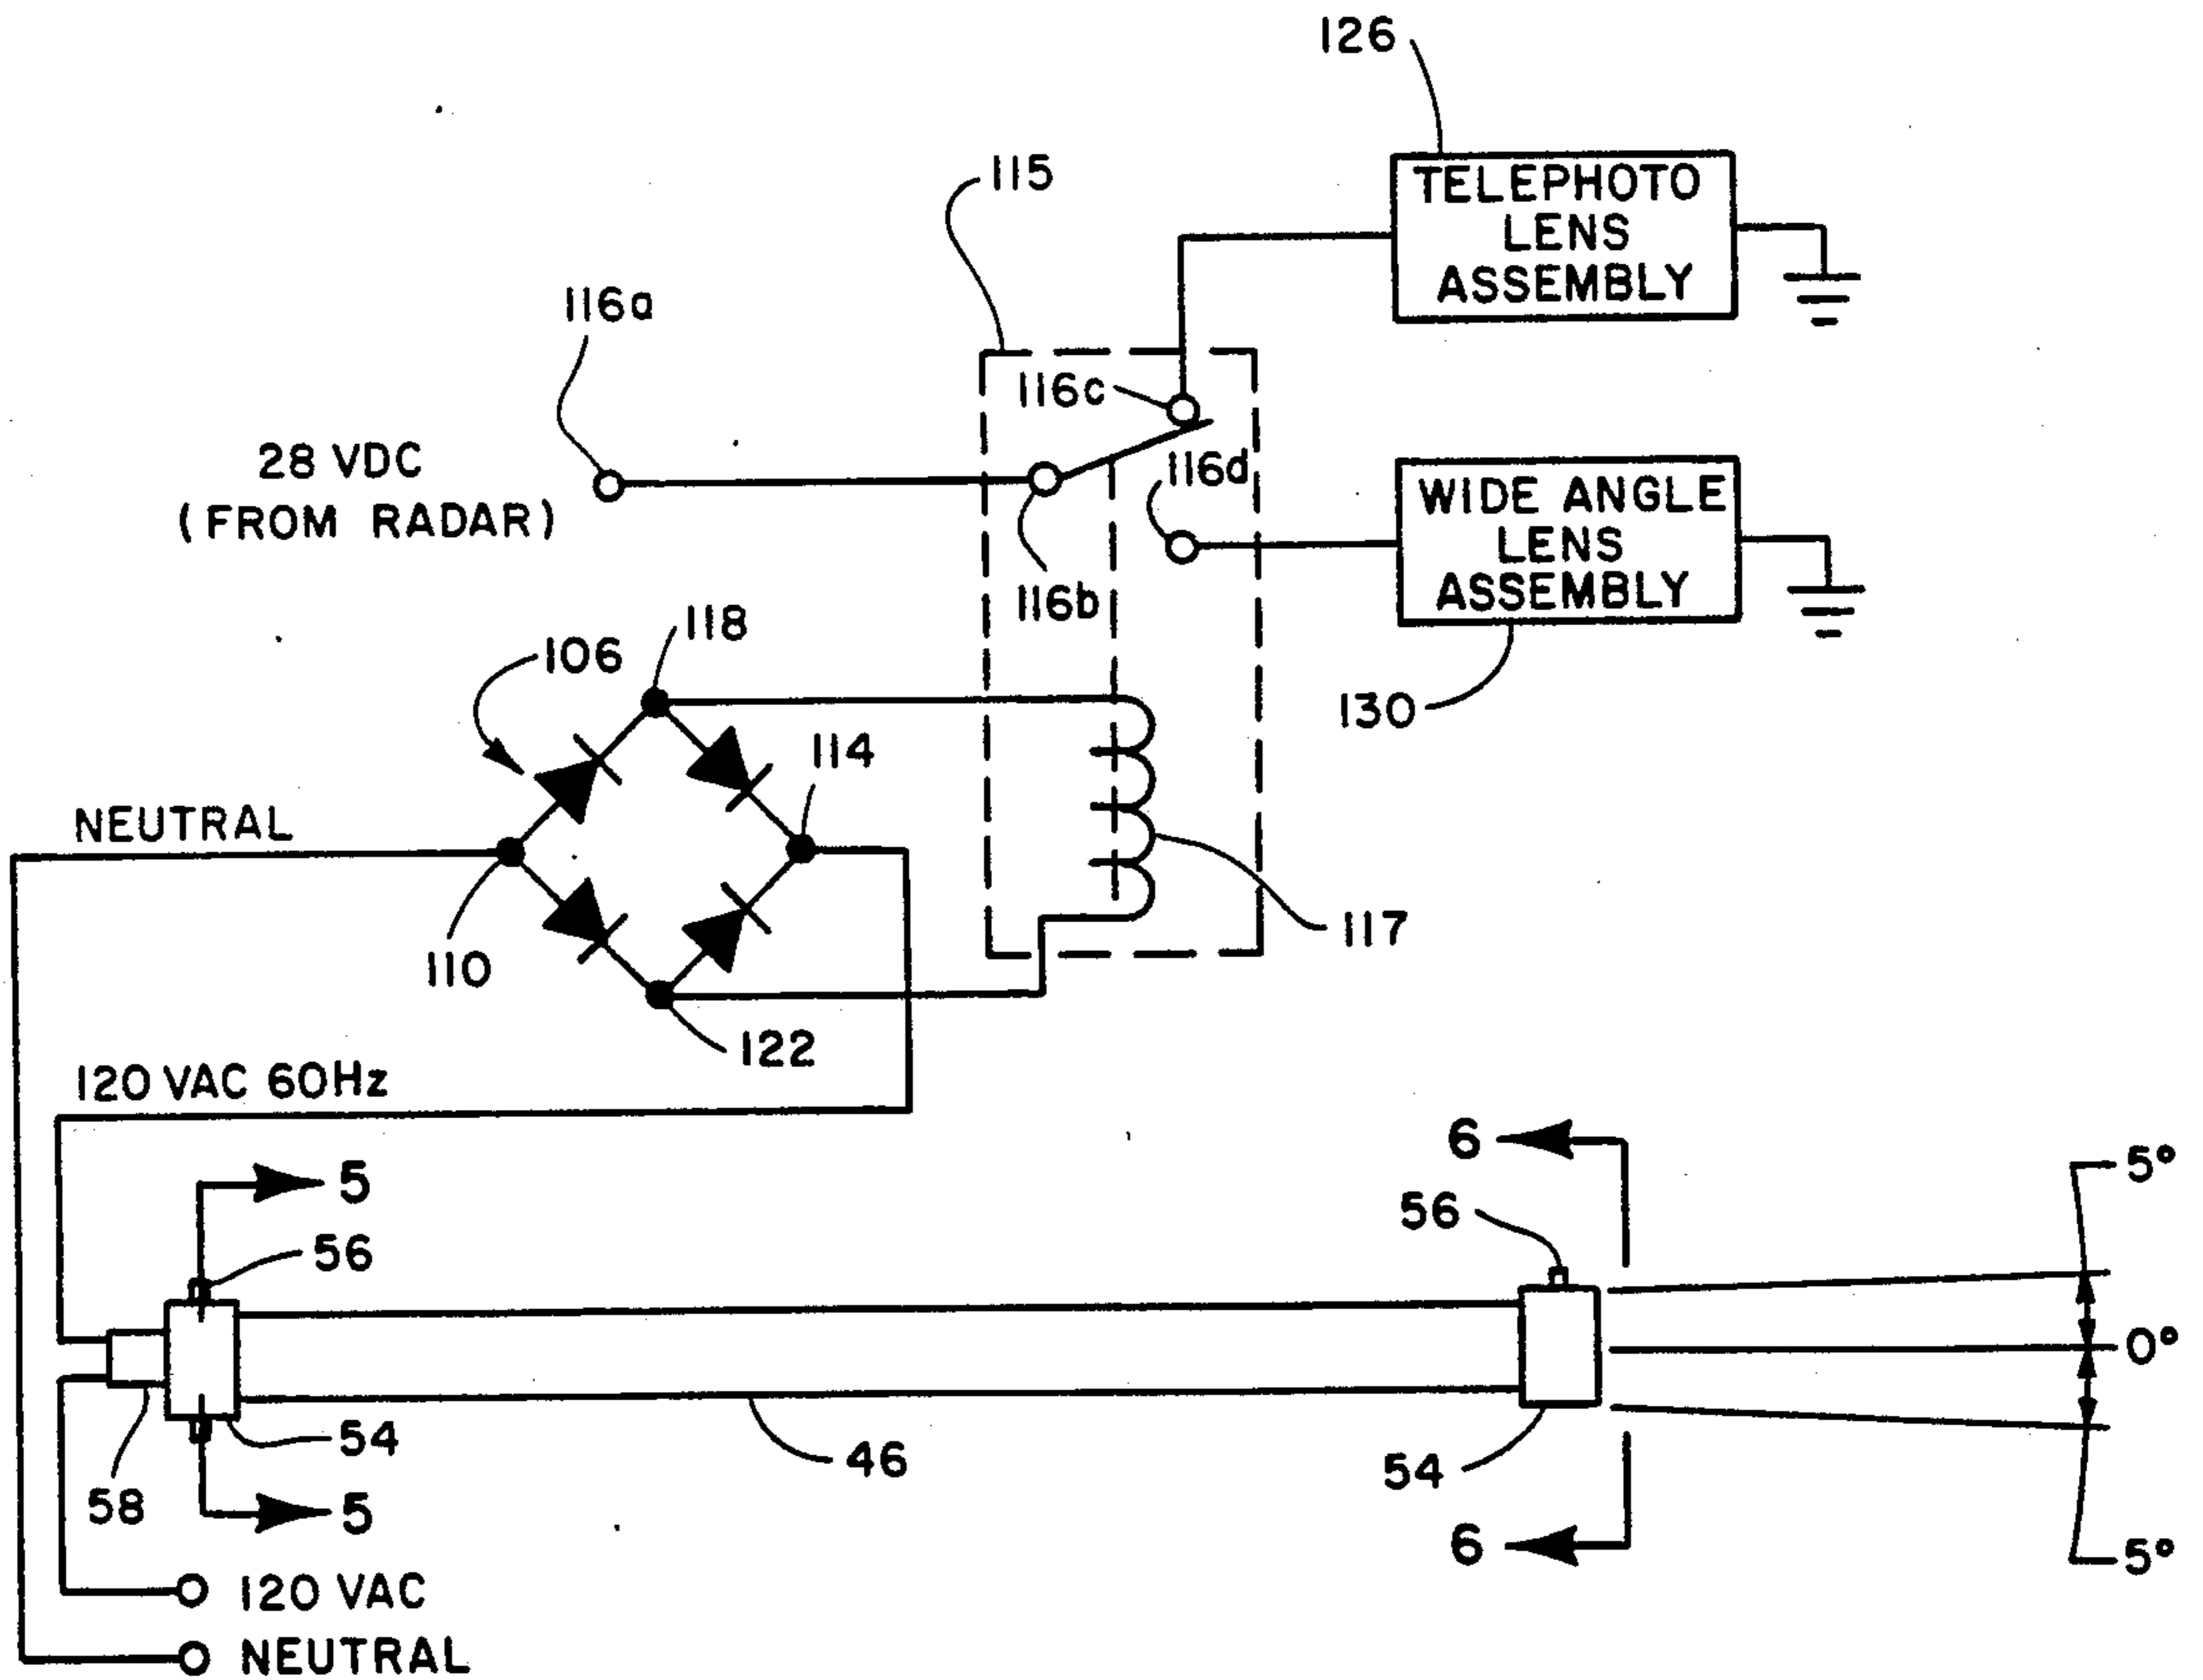 126
115
TELEPHOTO
LENS
ASSEMBLY
116a
116c
28 VDC
(FROM RADAR)
116d
WIDE ANGLE
LENS
ASSEMBLY
116b
118
106
130
114
NEUTRAL
117
110
122
120 VAC 60Hz
6
5°
5
56
56
0°
54
46
54
58
5
6
5°
120 VAC
NEUTRAL